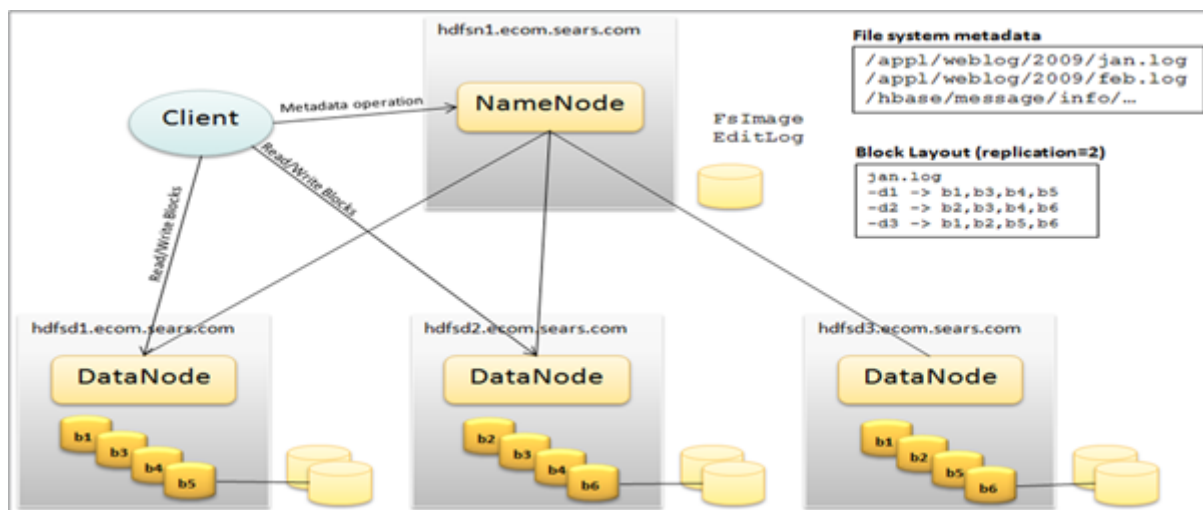 hdfsn1.ecom.sears.com
NameNode
Client
Metadata operation
Read/Write Blocks
Read/Write Blocks
FsImage
EditLog
File system metadata
/appl/weblog/2009/jan.log
/appl/weblog/2009/feb.log
/hbase/message/info/…
Block Layout (replication=2)
jan.log
-d1 -> b1,b3,b4,b5
-d2 -> b2,b3,b4,b6
-d3 -> b1,b2,b5,b6
hdfsd1.ecom.sears.com
DataNode
b1
b3
b4
b5
hdfsd2.ecom.sears.com
DataNode
b2
b3
b4
b6
hdfsd3.ecom.sears.com
DataNode
b1
b2
b5
b6